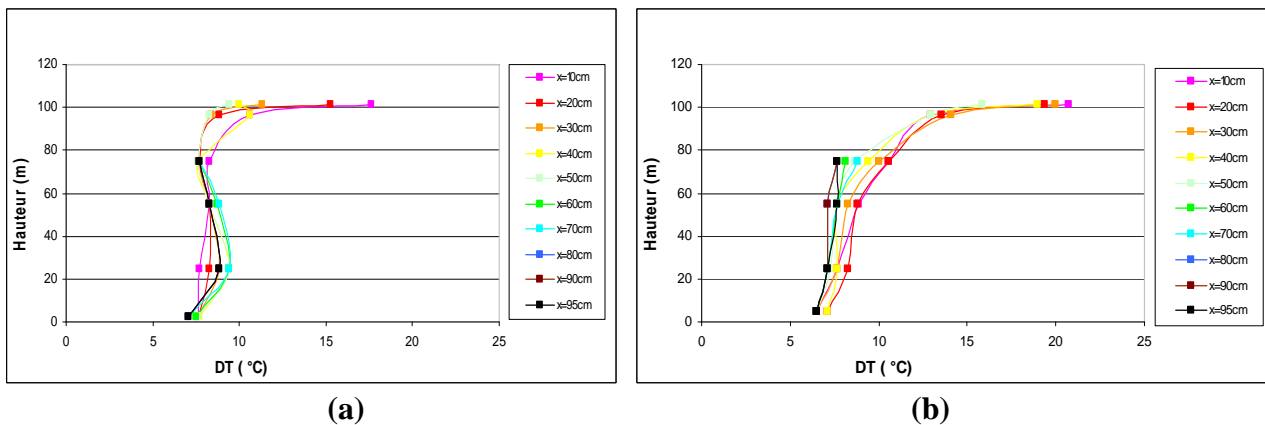 120
100
80
60
40
20
0
Hauteur (m)
0 5 10 15 20 25
DT ( °C)
x=10cm
x=20cm
x=30cm
x=40cm
x=50cm
x=60cm
x=70cm
x=80cm
x=90cm
x=95cm
(a)
120
100
80
60
40
20
0
Hauteur (m)
0 5 10 15 20 25
DT ( °C)
x=10cm
x=20cm
x=30cm
x=40cm
x=50cm
x=60cm
x=70cm
x=80cm
x=90cm
x=95cm
(b)